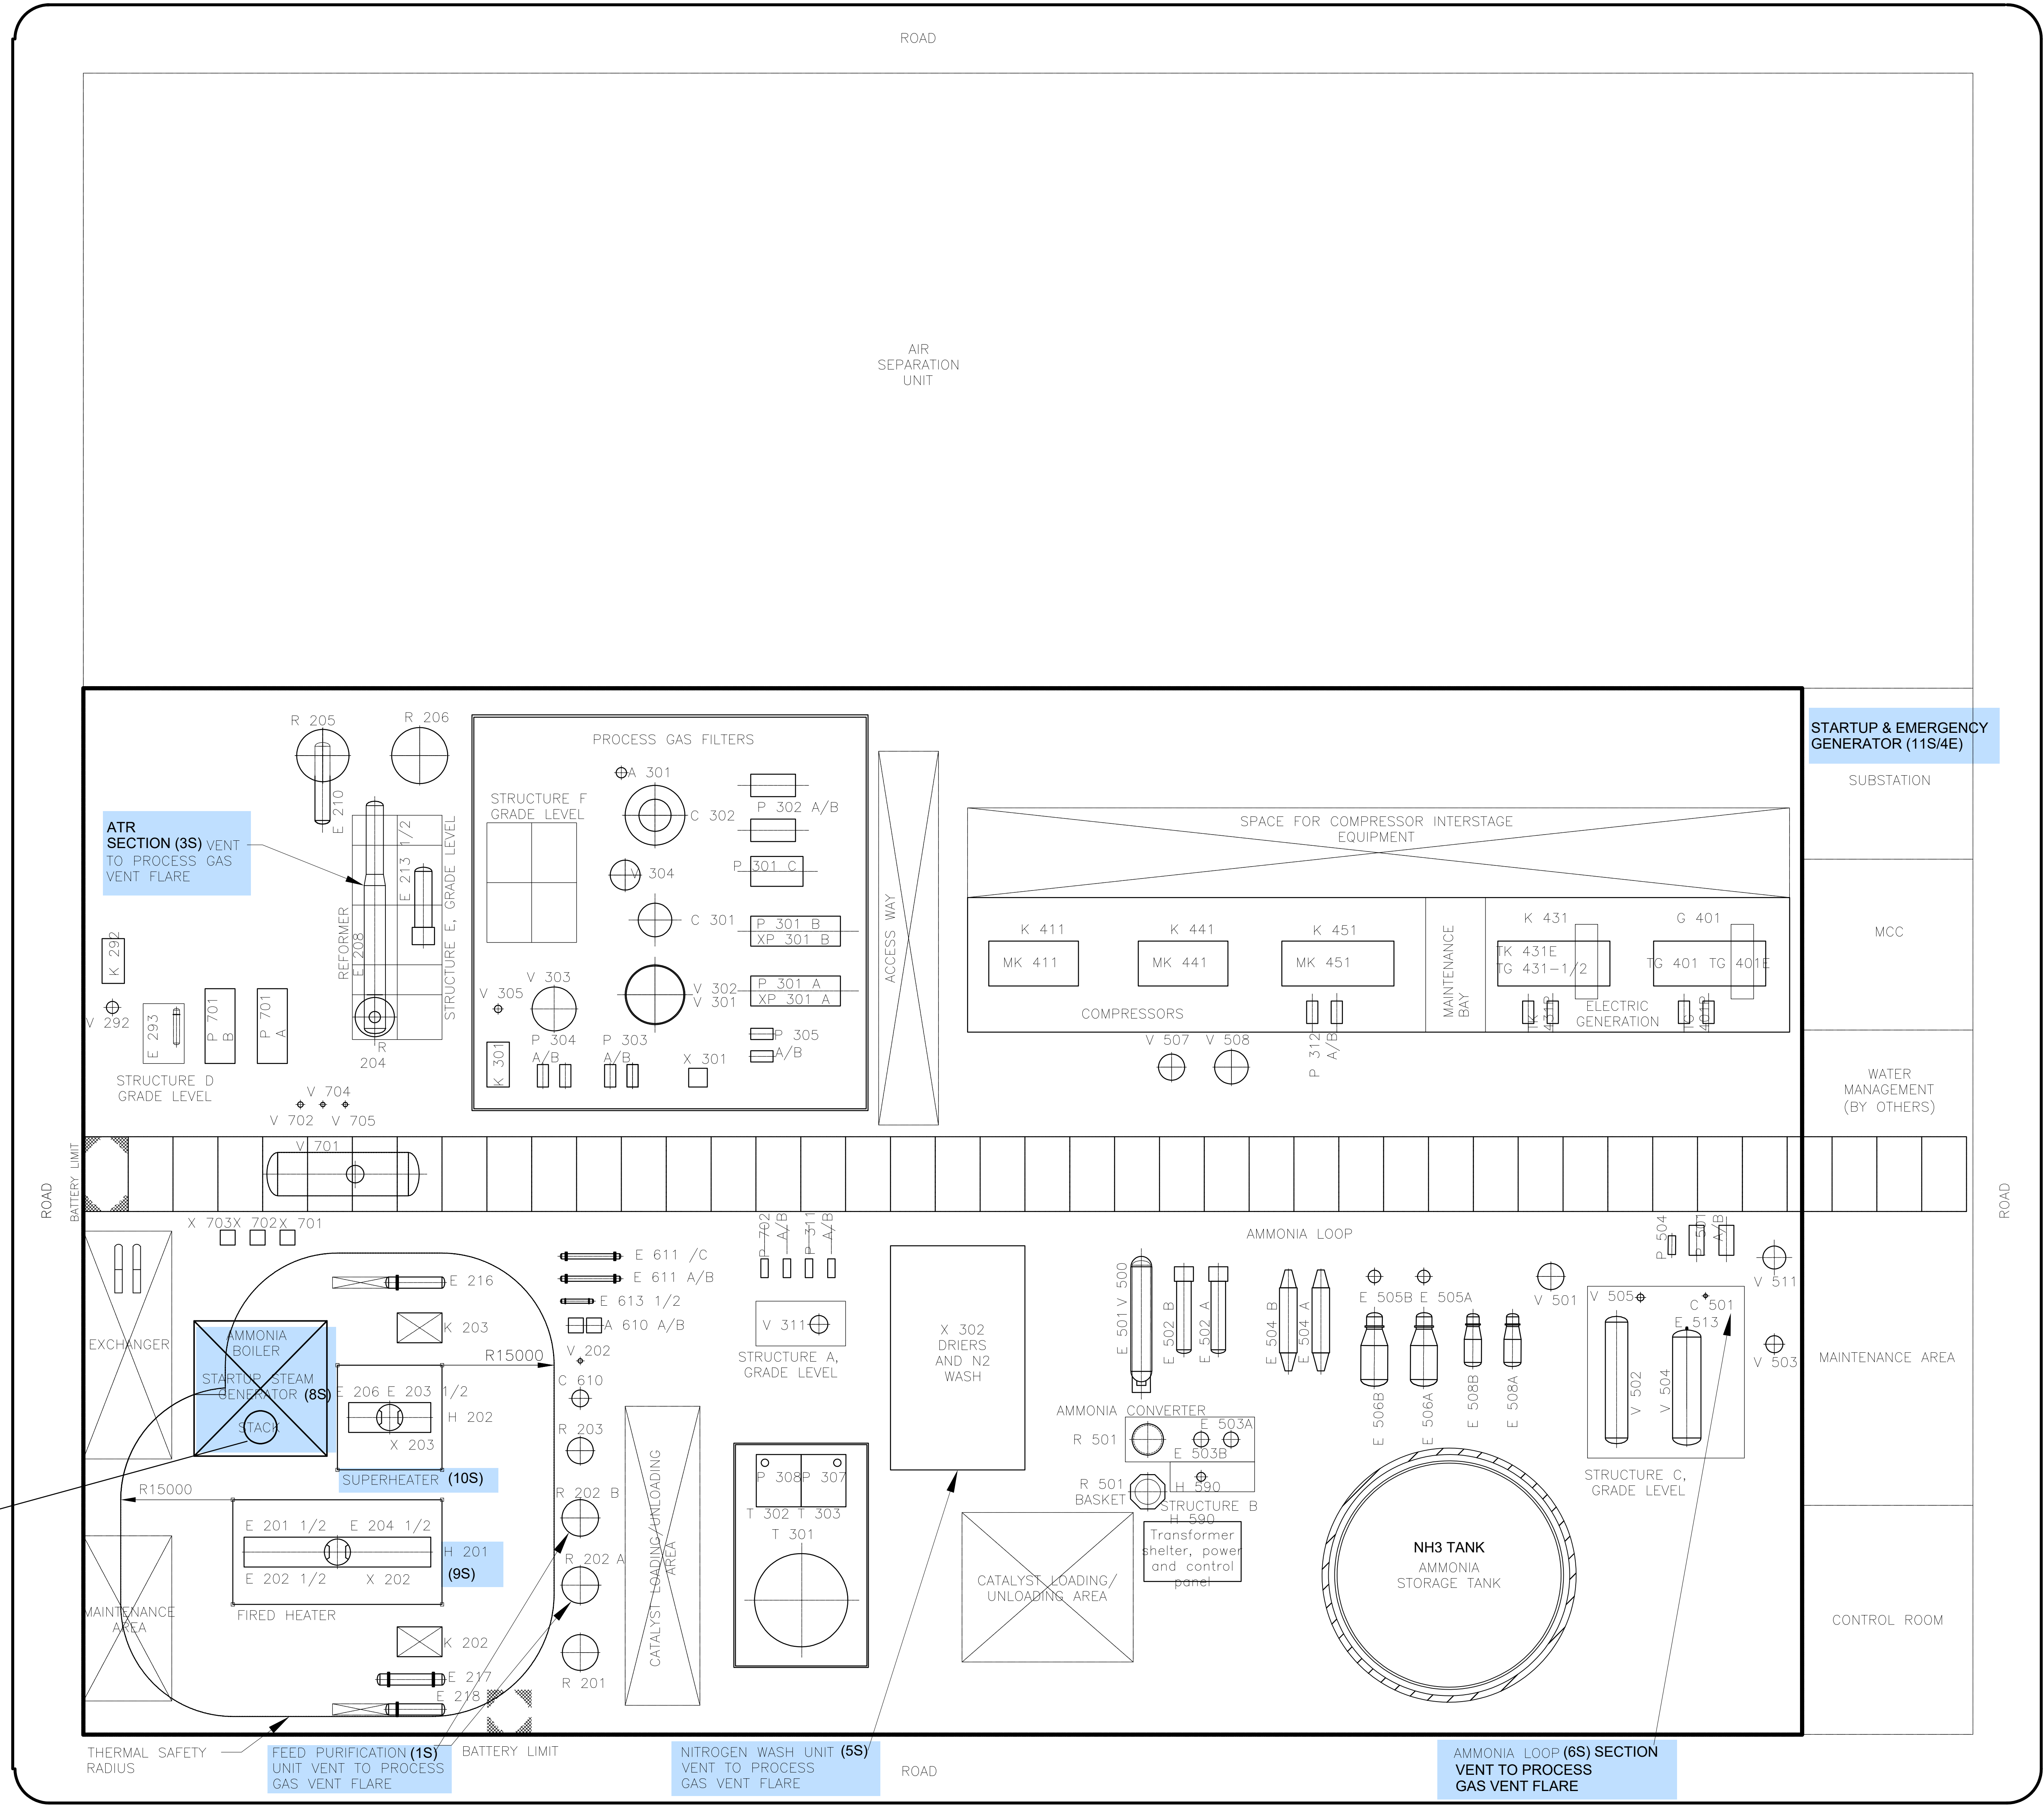 ROAD
AIR
SEPARATION
UNIT
STARTUP & EMERGENCY
GENERATOR (11S/4E)
SUBSTATION
MCC
WATER
MANAGEMENT
(BY OTHERS)
MAINTENANCE AREA
CONTROL ROOM
ROAD
ROAD
BATTERY LIMIT
R 205
R 206
E 210
ATR
SECTION (3S) VENT
TO PROCESS GAS
VENT FLARE
E 213 1/2
REFORMER
E 208
STRUCTURE E, GRADE LEVEL
R
204
K 292
V 292
E 293
P 701
B
P 701
A
STRUCTURE D
GRADE LEVEL
V 704
V 702
V 705
V 701
PROCESS GAS FILTERS
A 301
STRUCTURE F
GRADE LEVEL
C 302
P 302 A/B
V 304
P 301 C
C 301
P 301 B
XP 301 B
V 303
V 305
V 302
V 301
P 301 A
XP 301 A
P 304
A/B
P 303
A/B
P 305
A/B
K 301
X 301
ACCESS WAY
SPACE FOR COMPRESSOR INTERSTAGE
EQUIPMENT
K 411
MK 411
K 441
MK 441
K 451
MK 451
COMPRESSORS
MAINTENANCE
BAY
K 431
TK 431E
TG 431-1/2
TK
431P
G 401
TG 401
TG 401E
TG
401P
ELECTRIC
GENERATION
V 507
V 508
P 312
A/B
X 703
X 702
X 701
EXCHANGER
E 216
K 203
AMMONIA
BOILER
STARTUP STEAM
GENERATOR (8S)
STACK
R15000
E 206
E 203 1/2
H 202
X 203
SUPERHEATER (10S)
R15000
E 201 1/2
E 204 1/2
H 201
(9S)
E 202 1/2
X 202
FIRED HEATER
MAINTENANCE
AREA
K 202
E 217
E 218
E 611 /C
E 611 A/B
E 613 1/2
A 610 A/B
V 202
C 610
R 203
R 202 B
R 202 A
R 201
CATALYST LOADING/UNLOADING
AREA
P 702
A/B
P 311
A/B
V 311
STRUCTURE A,
GRADE LEVEL
P 308
P 307
T 302
T 303
T 301
X 302
DRIERS
AND N2
WASH
AMMONIA LOOP
E 501
V 500
E 502 B
E 502 A
E 504 B
E 504 A
E 505B
E 505A
E 506B
E 506A
E 508B
E 508A
V 501
P 504
P 501
A/B
V 511
V 505
C 501
E 513
V 503
V 502
V 504
STRUCTURE C,
GRADE LEVEL
AMMONIA CONVERTER
R 501
E 503A
E 503B
R 501
BASKET
H 590
STRUCTURE B
H 590
Transformer
shelter, power
and control
panel
CATALYST LOADING/
UNLOADING AREA
NH3 TANK
AMMONIA
STORAGE TANK
THERMAL SAFETY
RADIUS
FEED PURIFICATION (1S)
UNIT VENT TO PROCESS
GAS VENT FLARE
BATTERY LIMIT
NITROGEN WASH UNIT (5S)
VENT TO PROCESS
GAS VENT FLARE
ROAD
AMMONIA LOOP (6S) SECTION
VENT TO PROCESS
GAS VENT FLARE